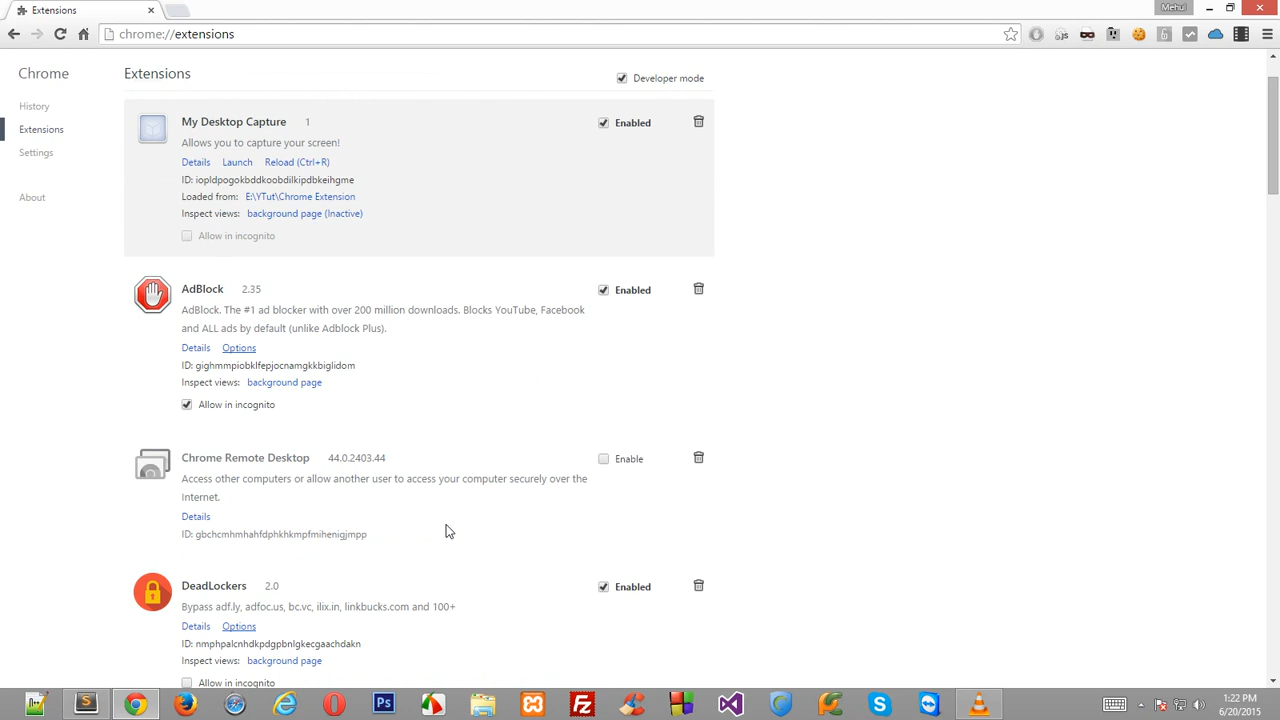 Extensions
Mehul
chrome://extensions
Chrome
History
Extensions
Settings
About
Extensions
Developer mode
My Desktop Capture 1
Enabled
Allows you to capture your screen!
Details Launch Reload (Ctrl+R)
ID: iopldpogokbddkoobdilkipdbkeihgme
Loaded from: E:\YTut\Chrome Extension
Inspect views: background page (Inactive)
Allow in incognito
AdBlock 2.35
Enabled
AdBlock. The #1 ad blocker with over 200 million downloads. Blocks YouTube, Facebook
and ALL ads by default (unlike Adblock Plus).
Details Options
ID: gighmmpiobklfepjocnamgkkbiglidom
Inspect views: background page
Allow in incognito
Chrome Remote Desktop 44.0.2403.44
Enable
Access other computers or allow another user to access your computer securely over the
Internet.
Details
ID: gbchcmhmhahfdphkhkmpfmihenigjmpp
DeadLockers 2.0
Enabled
Bypass adf.ly, adfoc.us, bc.vc, ilix.in, linkbucks.com and 100+
Details Options
ID: nmphpalcnhdkpdgpbnlgkecgaachdakn
Inspect views: background page
Allow in incognito
Ps
Fz
1:22 PM
6/20/2015